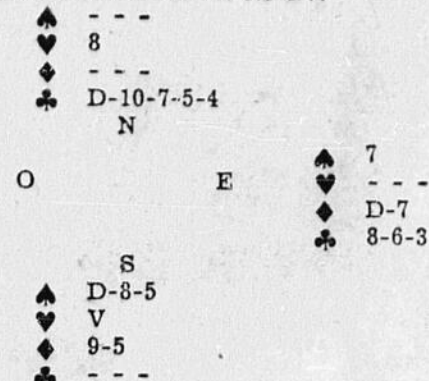 ♠ - - -
♥ 8
♦ - - -
♣ D-10-7-5-4
N
O E
♠ 7
♥ - - -
♦ D-7
♣ 8-6-3
S
♠ D-8-5
♥ V
♦ 9-5
♣ - - -